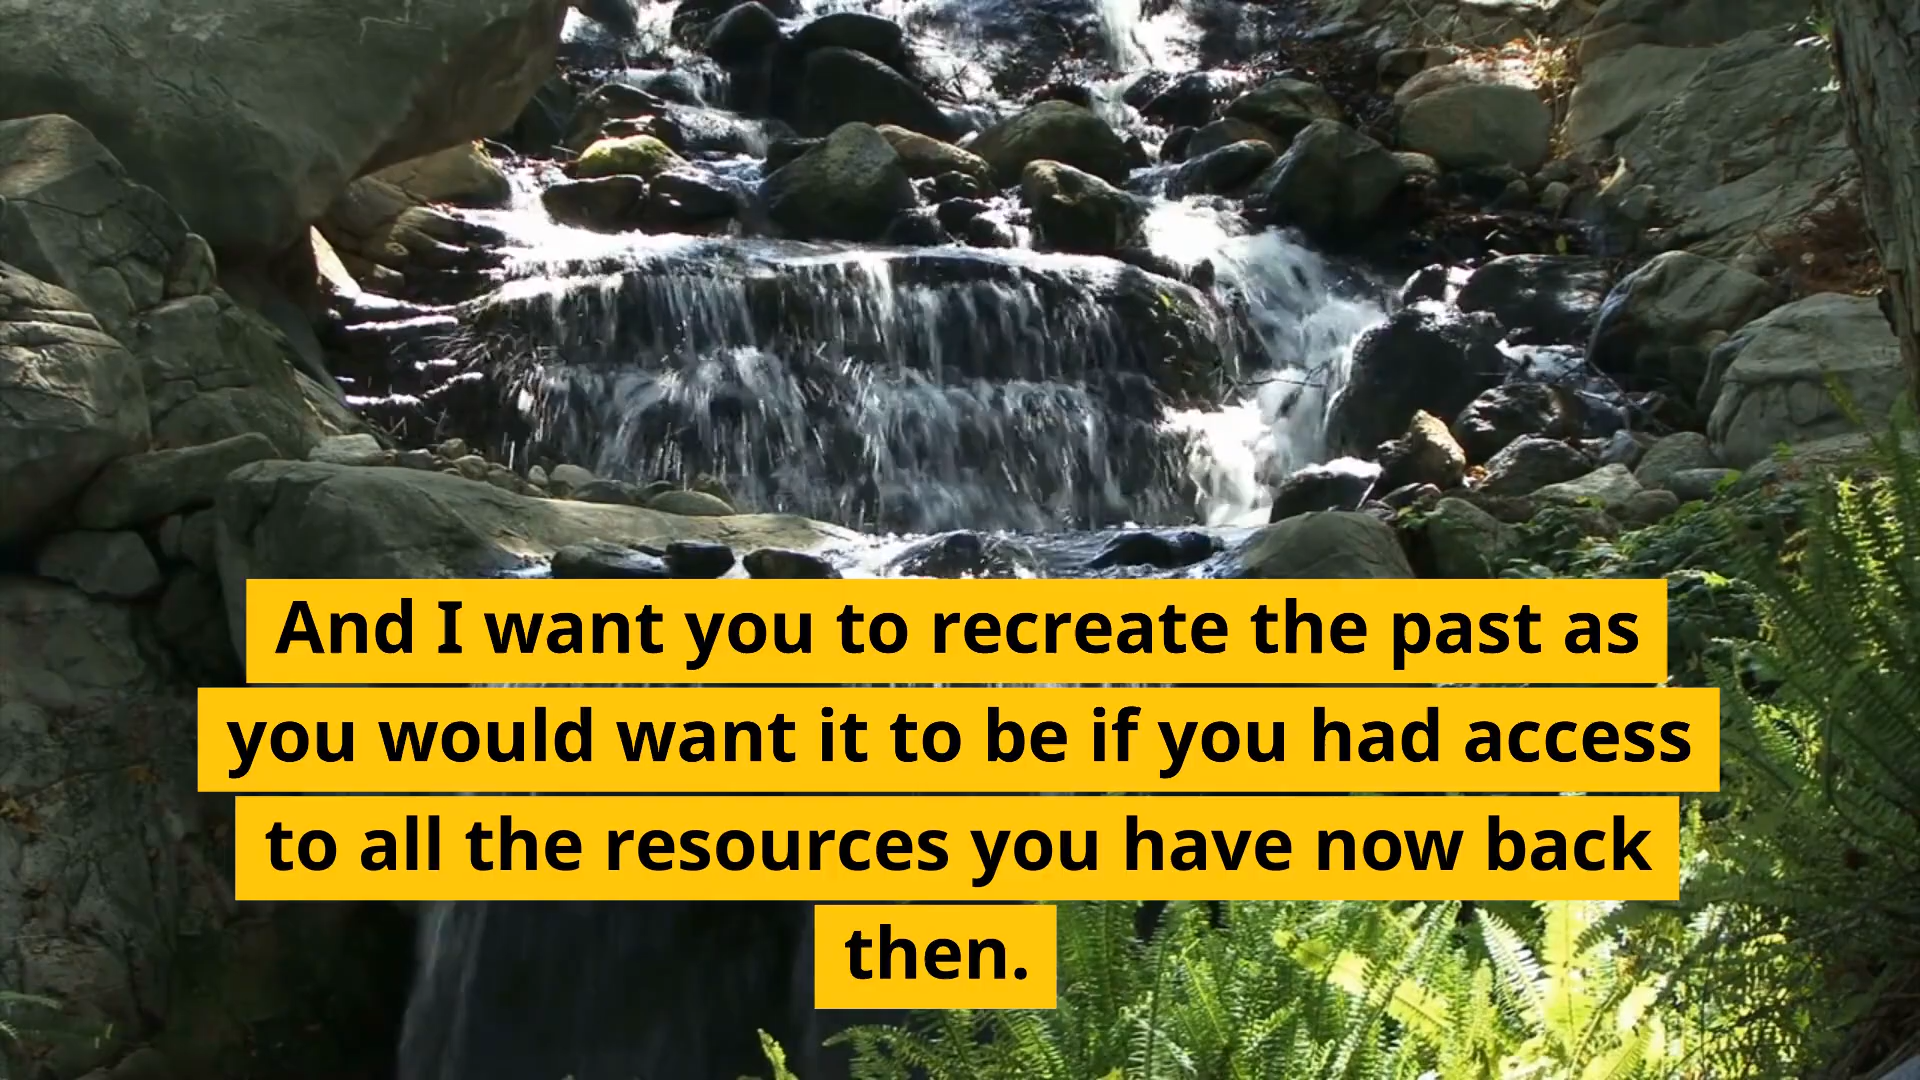 And I want you to recreate the past as
you would want it to be if you had access
to all the resources you have now back
then.